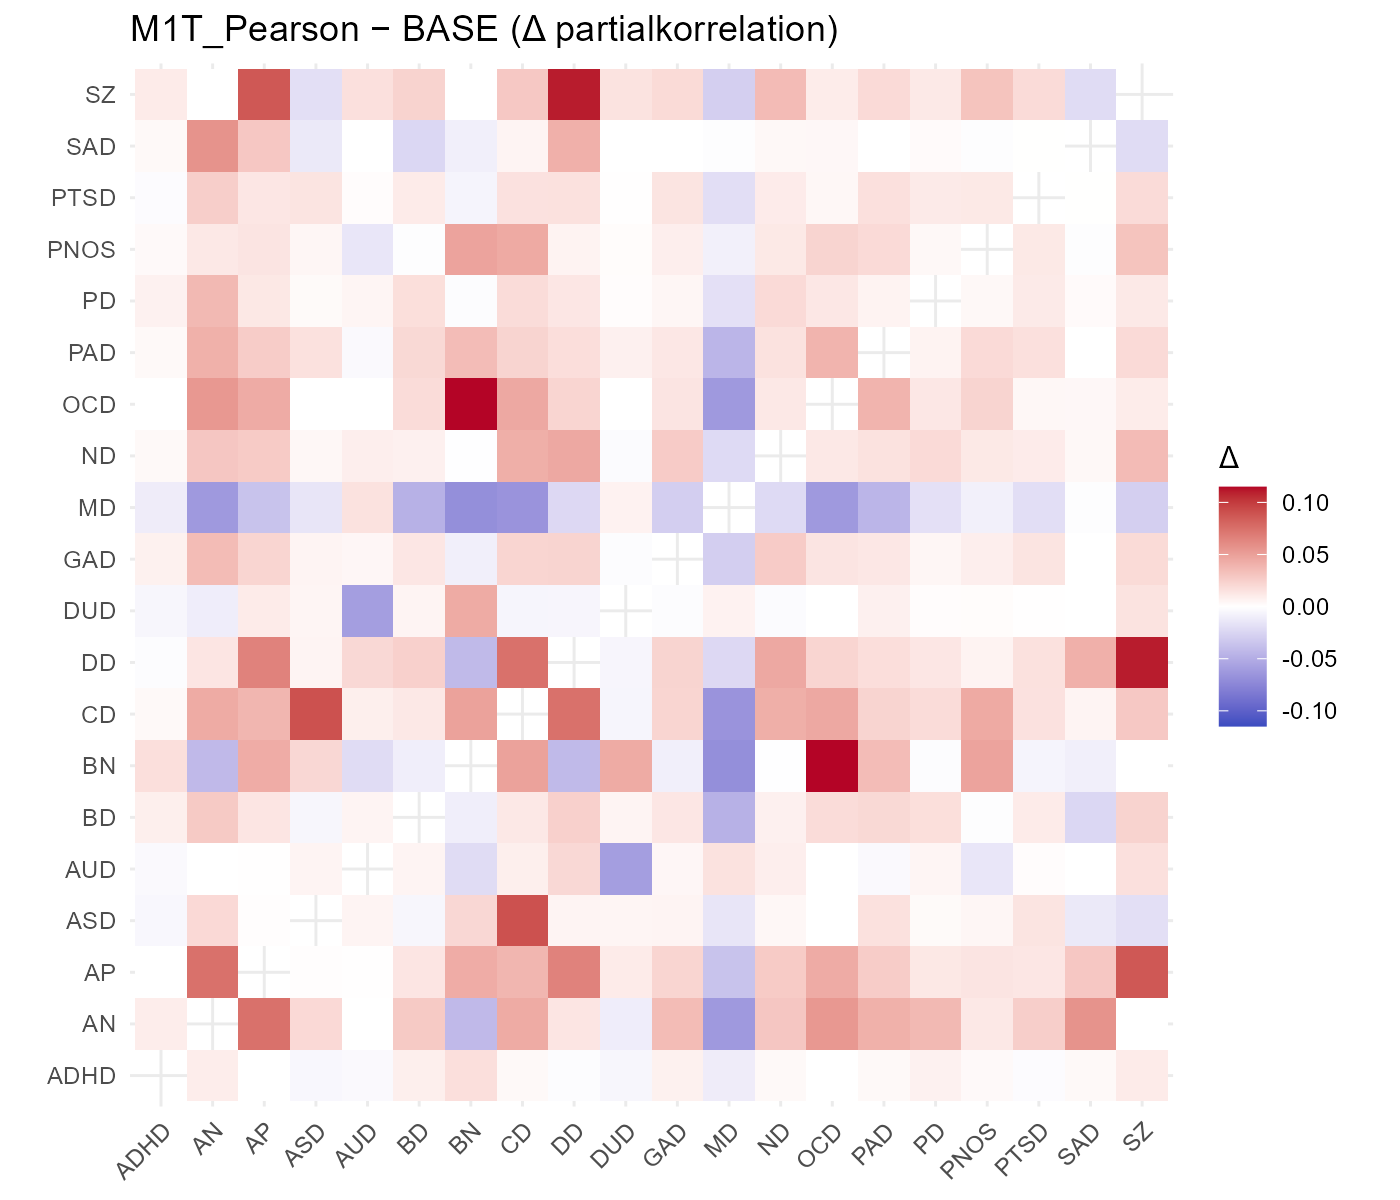 M1T_Pearson − BASE (Δ partialkorrelation)
SZ
SAD
PTSD
PNOS
PD
PAD
OCD
ND
MD
GAD
DUD
DD
CD
BN
BD
AUD
ASD
AP
AN
ADHD
ADHD AN AP ASD AUD BD BN CD DD DUD GAD MD ND OCD PAD PD PNOS PTSD SAD SZ
Δ
0.10
0.05
0.00
-0.05
-0.10